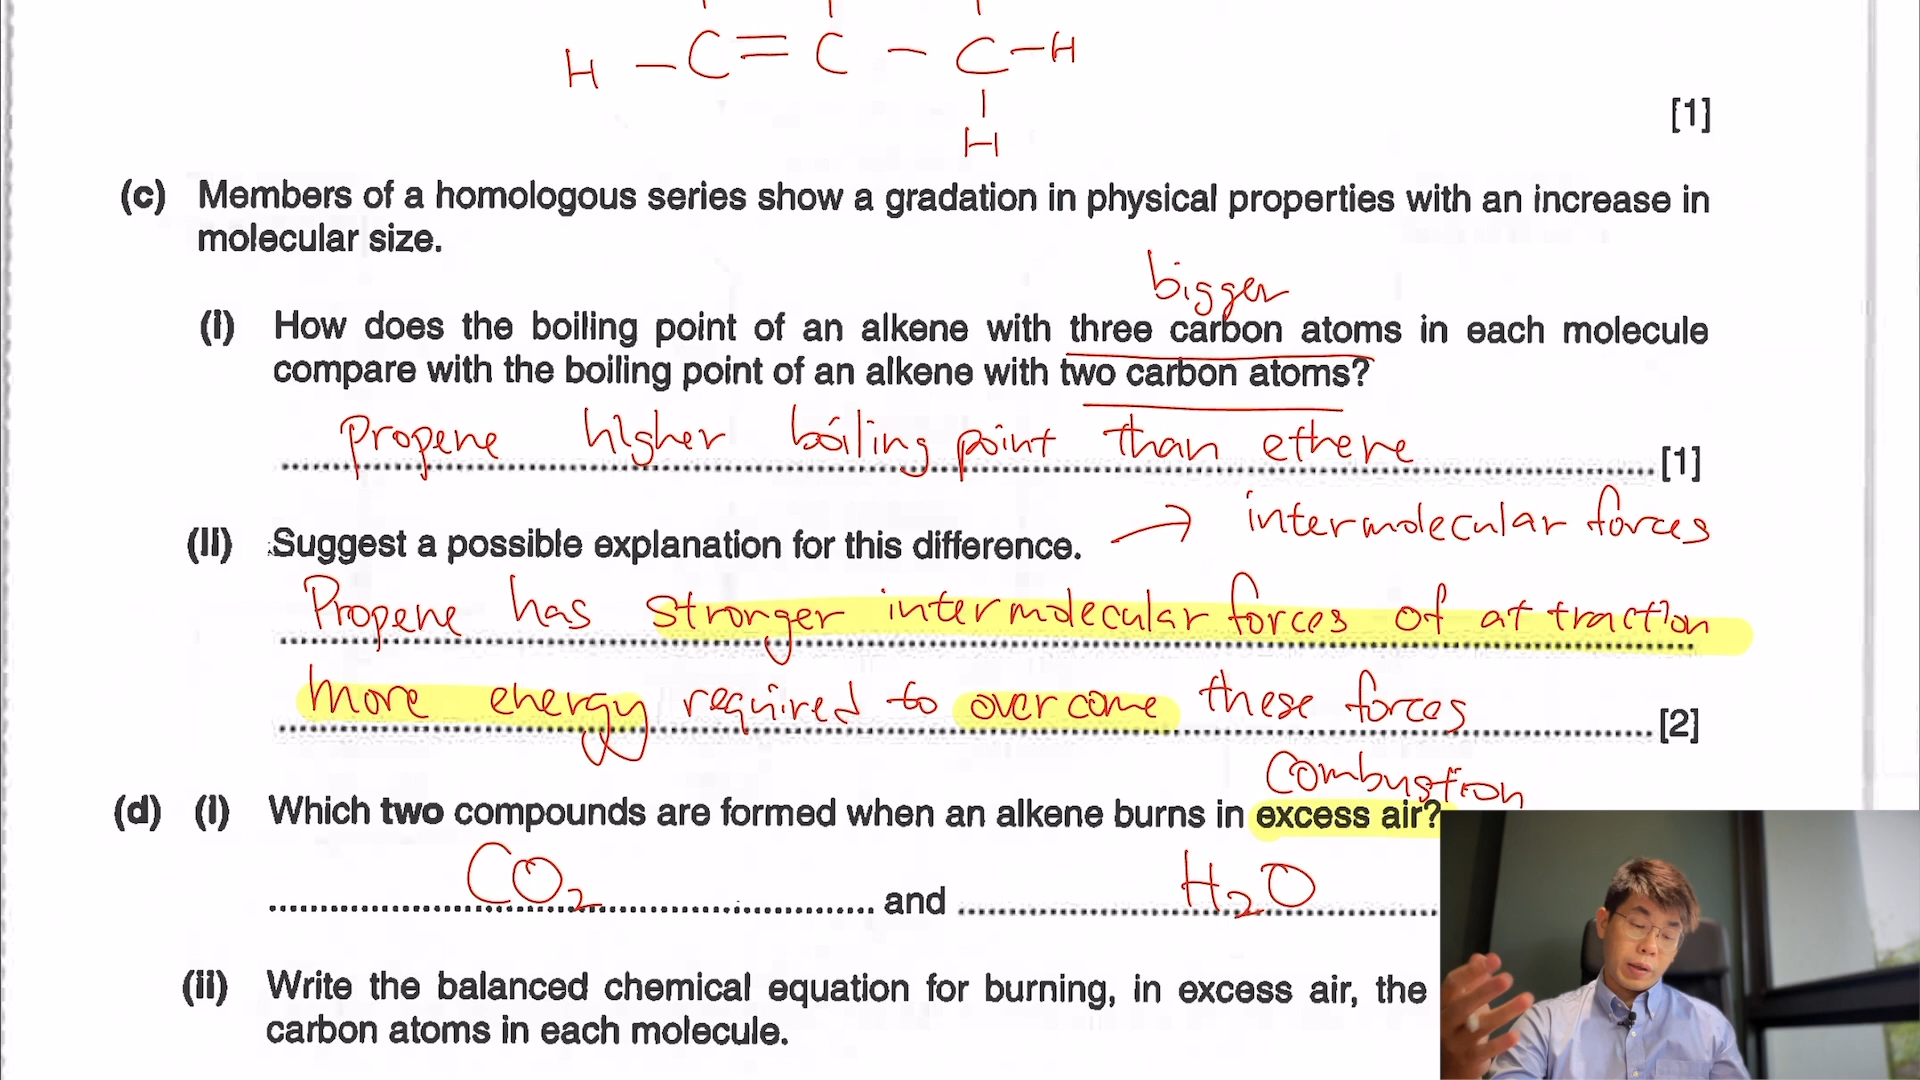 H – C = C – C – H
H
[1]
(c) Members of a homologous series show a gradation in physical properties with an increase in
molecular size.
bigger
(i) How does the boiling point of an alkene with three carbon atoms in each molecule
compare with the boiling point of an alkene with two carbon atoms?
propene higher boiling point than ethene
[1]
(ii) Suggest a possible explanation for this difference. → intermolecular forces
Propene has stronger intermolecular forces of attraction
more energy required to overcome these forces
[2]
combustion
(d) (i) Which two compounds are formed when an alkene burns in excess air?
CO₂ and H₂O
(ii) Write the balanced chemical equation for burning, in excess air, the
carbon atoms in each molecule.